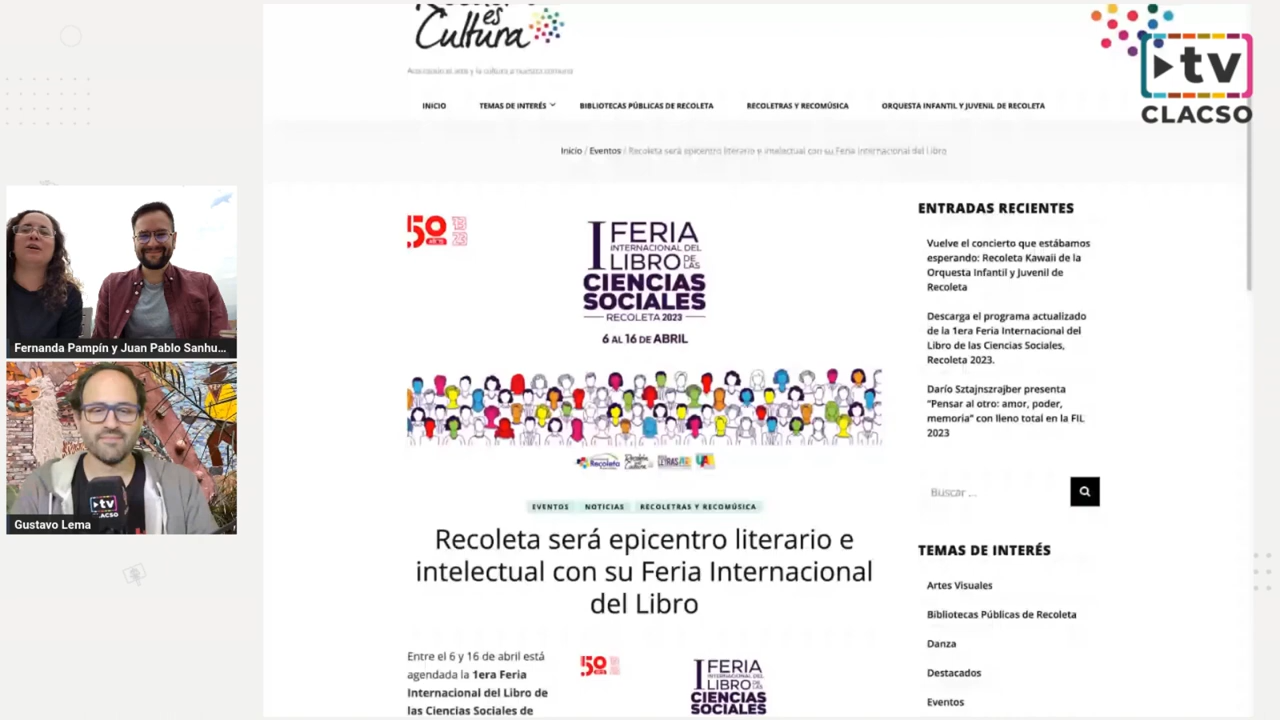 es
Cultura
INICIO
TEMAS DE INTERÉS
BIBLIOTECAS PÚBLICAS DE RECOLETA
RECOLETRAS Y RECOMÚSICA
ORQUESTA INFANTIL Y JUVENIL DE RECOLETA
tv
CLACSO
Inicio / Eventos / Recoleta será epicentro literario e intelectual con su Feria Internacional del Libro
50
AÑOS
I FERIA
INTERNACIONAL DEL
LIBRO DE LAS
CIENCIAS
SOCIALES
RECOLETA 2023
6 AL 16 DE ABRIL
Recoleta
EVENTOS
NOTICIAS
RECOLETRAS Y RECOMÚSICA
Recoleta será epicentro literario e
intelectual con su Feria Internacional
del Libro
Entre el 6 y 16 de abril está
agendada la 1era Feria
Internacional del Libro de
las Ciencias Sociales de
50
I FERIA
INTERNACIONAL DEL
LIBRO DE LAS
CIENCIAS
SOCIALES
ENTRADAS RECIENTES
Vuelve el concierto que estábamos
esperando: Recoleta Kawaii de la
Orquesta Infantil y Juvenil de
Recoleta
Descarga el programa actualizado
de la 1era Feria Internacional del
Libro de las Ciencias Sociales,
Recoleta 2023.
Darío Sztajnszrajber presenta
“Pensar al otro: amor, poder,
memoria” con lleno total en la FIL
2023
Buscar ...
TEMAS DE INTERÉS
Artes Visuales
Bibliotecas Públicas de Recoleta
Danza
Destacados
Eventos
Fernanda Pampín y Juan Pablo Sanhu...
tv
CLACSO
Gustavo Lema